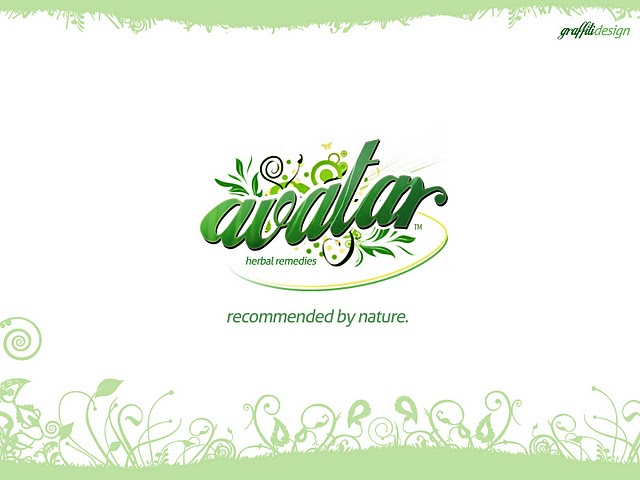 graffitidesign
avatar
TM
herbal remedies
recommended by nature.